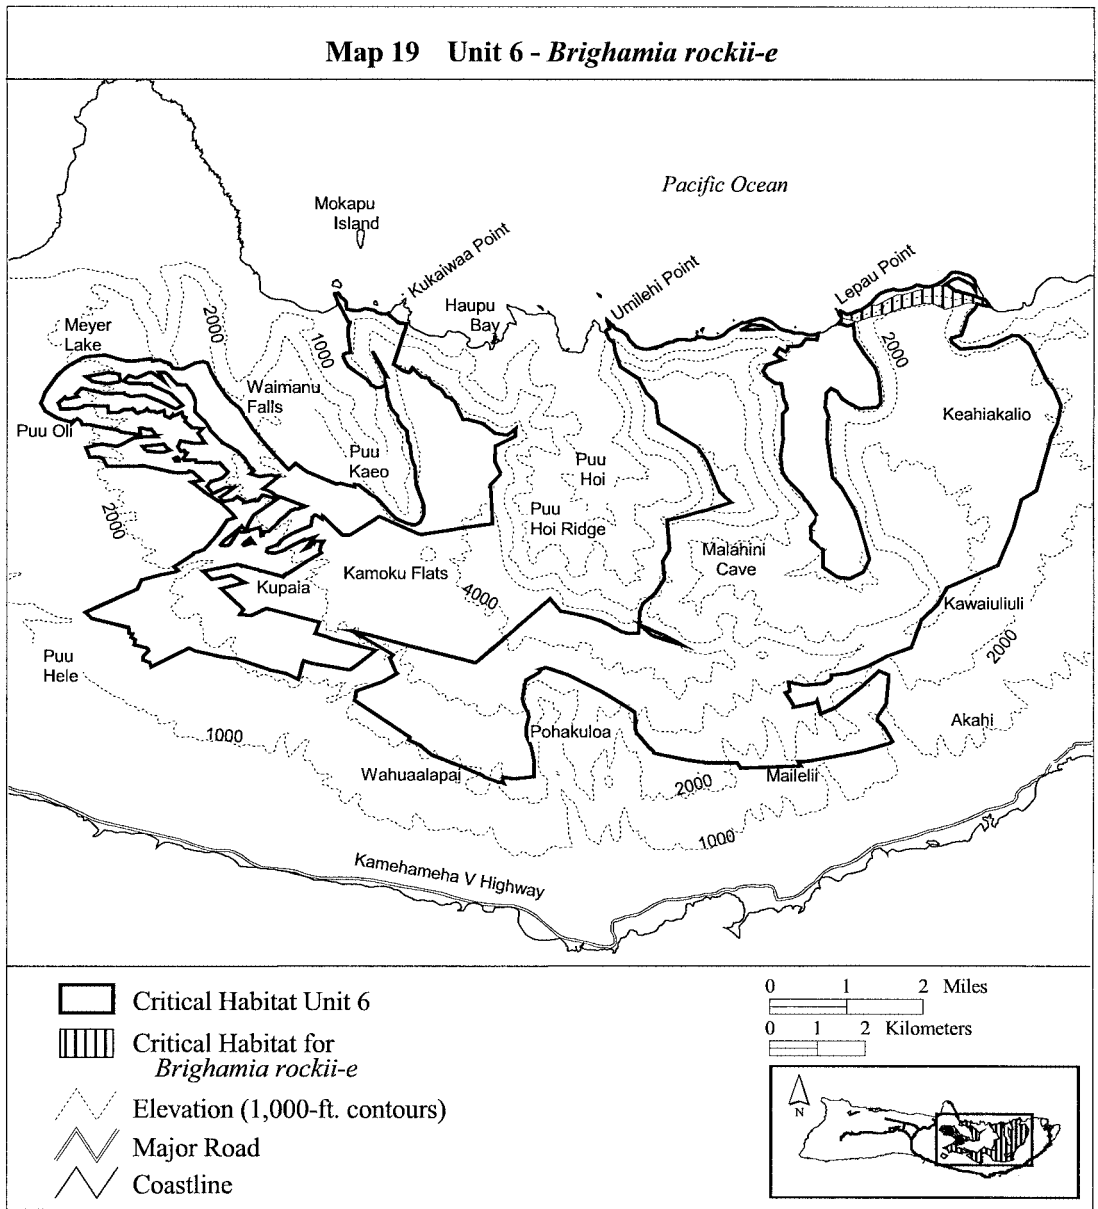 Map 19 Unit 6 - Brighamia rockii-e
Pacific Ocean
Mokapu
Island
Kukaiwaa Point
Haupu
Bay
Umilehi Point
Lepau Point
Meyer
Lake
2000
1000
2000
Waimanu
Falls
Keahiakalio
Puu Oli
Puu
Kaeo
Puu
Hoi
2000
Puu
Hoi Ridge
Malahini
Cave
Kamoku Flats
Kupaia
4000
Kawaiuliuli
2000
Puu
Hele
Akahi
1000
Pohakuloa
Wahuaalapai
Mailelii
2000
1000
Kamehameha V Highway
Critical Habitat Unit 6
Critical Habitat for
Brighamia rockii-e
Elevation (1,000-ft. contours)
Major Road
Coastline
0 1 2 Miles
0 1 2 Kilometers
N